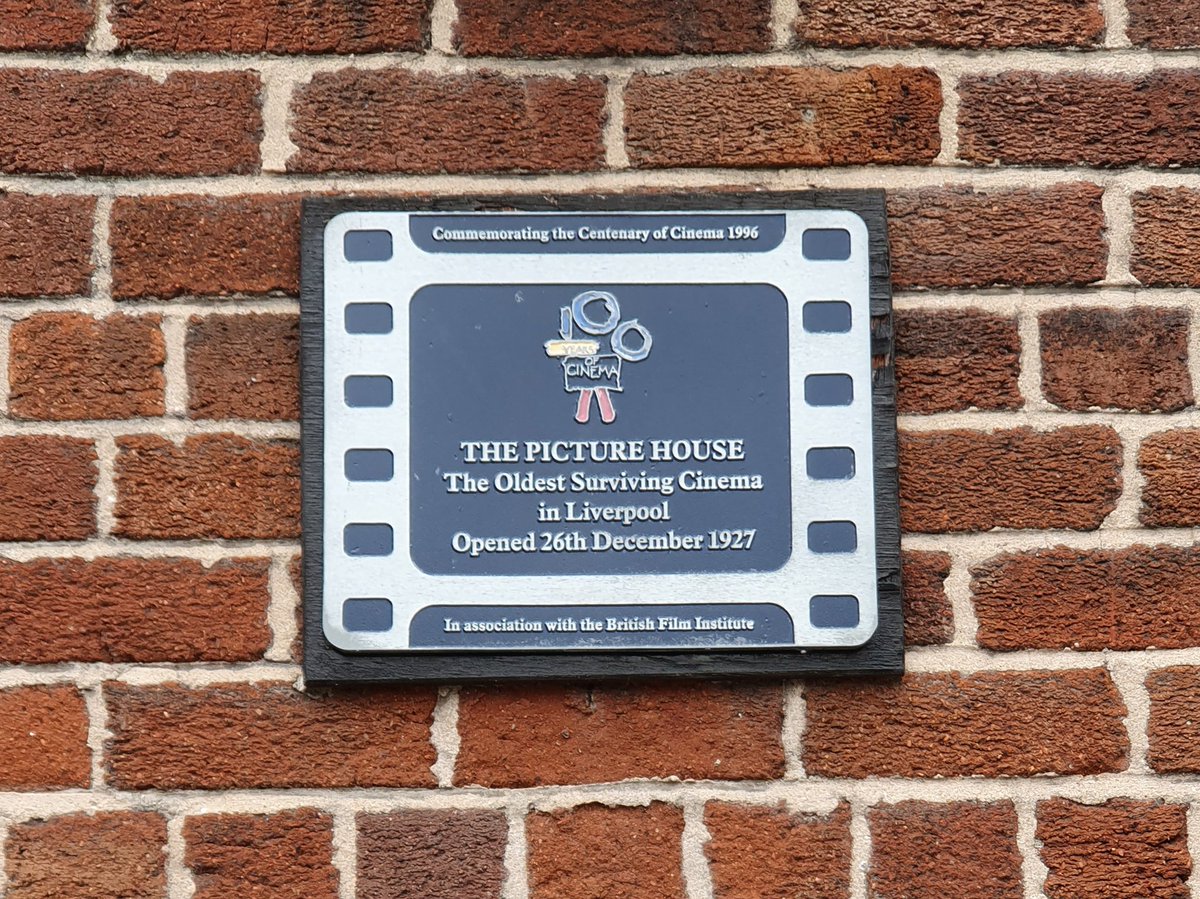 Commemorating the Centenary of Cinema 1996
YEARS
OF
CINEMA
THE PICTURE HOUSE
The Oldest Surviving Cinema
in Liverpool
Opened 26th December 1927
In association with the British Film Institute